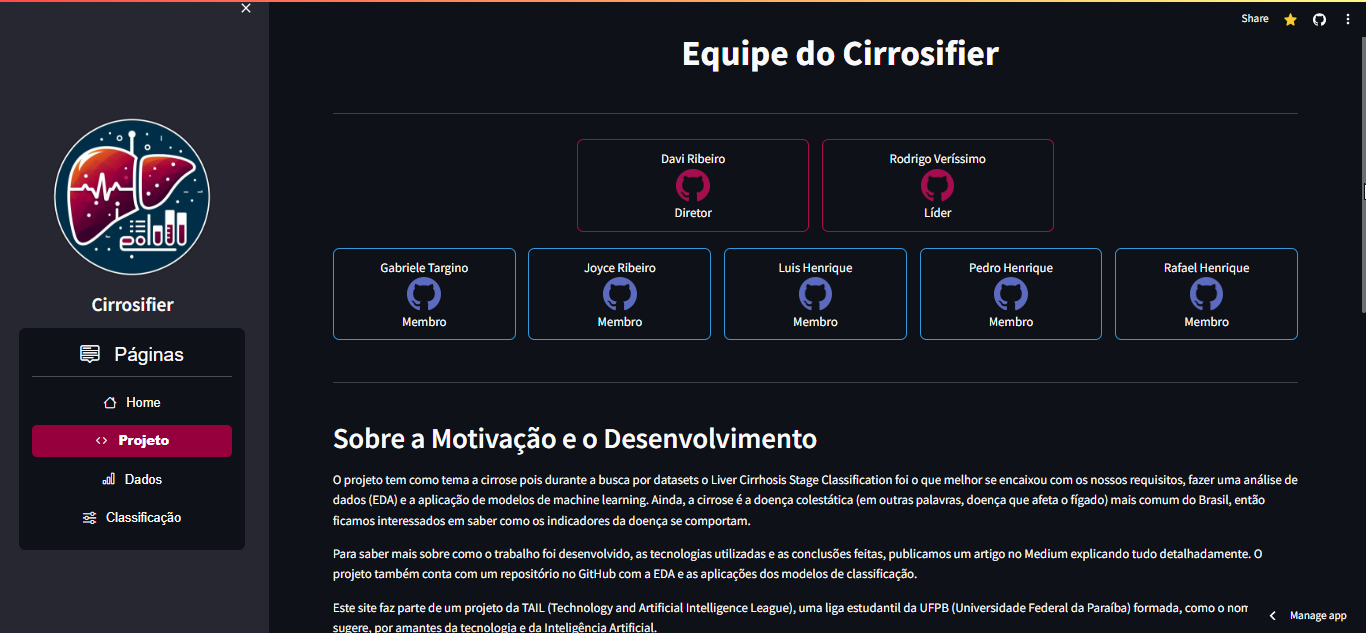 Share
Cirrosifier
Páginas
Home
Projeto
Dados
Classificação
Equipe do Cirrosifier
Davi Ribeiro
Diretor
Rodrigo Veríssimo
Líder
Gabriele Targino
Membro
Joyce Ribeiro
Membro
Luis Henrique
Membro
Pedro Henrique
Membro
Rafael Henrique
Membro
Sobre a Motivação e o Desenvolvimento
O projeto tem como tema a cirrose pois durante a busca por datasets o Liver Cirrhosis Stage Classification foi o que melhor se encaixou com os nossos requisitos, fazer uma análise de
dados (EDA) e a aplicação de modelos de machine learning. Ainda, a cirrose é a doença colestática (em outras palavras, doença que afeta o fígado) mais comum do Brasil, então
ficamos interessados em saber como os indicadores da doença se comportam.
Para saber mais sobre como o trabalho foi desenvolvido, as tecnologias utilizadas e as conclusões feitas, publicamos um artigo no Medium explicando tudo detalhadamente. O
projeto também conta com um repositório no GitHub com a EDA e as aplicações dos modelos de classificação.
Este site faz parte de um projeto da TAIL (Technology and Artificial Intelligence League), uma liga estudantil da UFPB (Universidade Federal da Paraíba) formada, como o nom
sugere, por amantes da tecnologia e da Inteligência Artificial.
Manage app